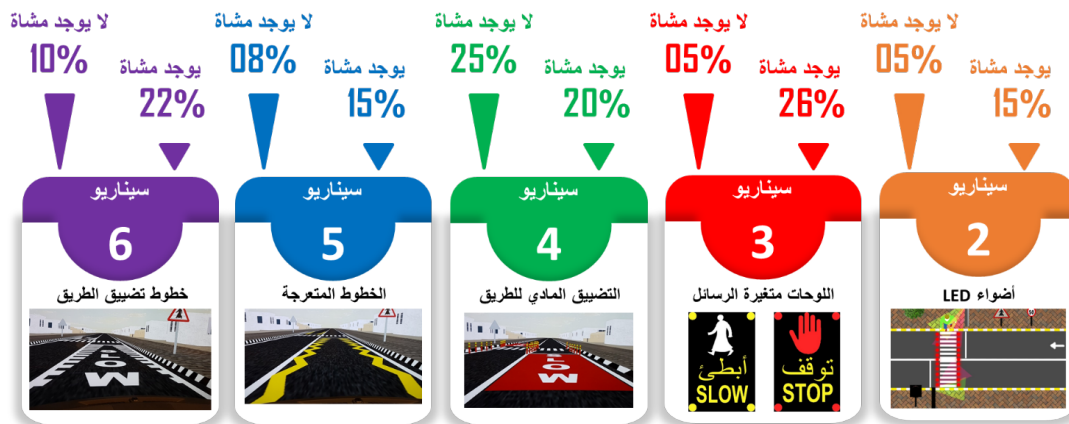 لا يوجد مشاة
05%
يوجد مشاة
15%
سيناريو
2
أضواء LED
لا يوجد مشاة
05%
يوجد مشاة
26%
سيناريو
3
اللوحات متغيرة الرسائل
توقف
STOP
أبطئ
SLOW
لا يوجد مشاة
25%
يوجد مشاة
20%
سيناريو
4
التضييق المادي للطريق
SLOW
لا يوجد مشاة
08%
يوجد مشاة
15%
سيناريو
5
الخطوط المتعرجة
لا يوجد مشاة
10%
يوجد مشاة
22%
سيناريو
6
خطوط تضييق الطريق
SLOW